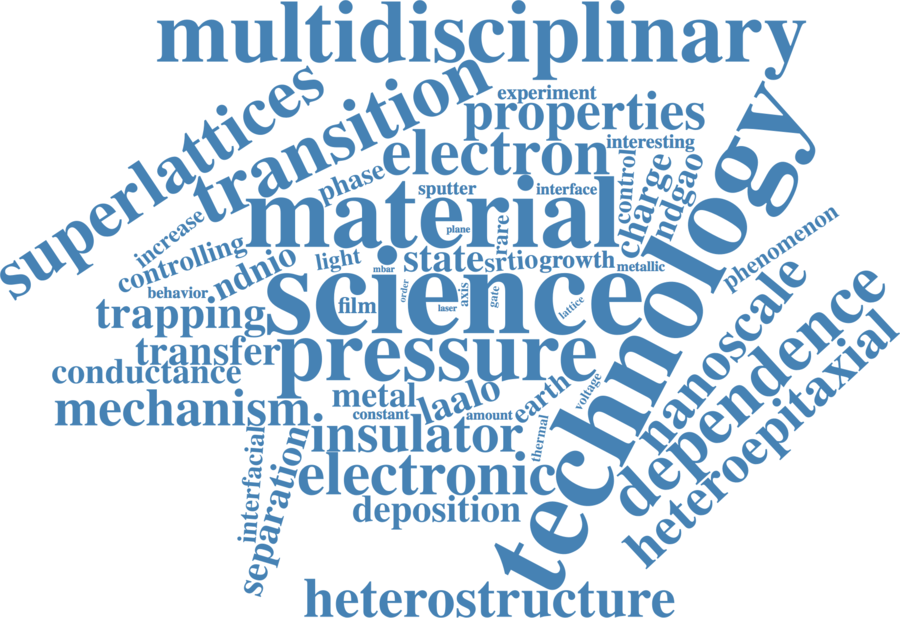 multidisciplinary
superlattices
transition
experiment
properties
interesting
electron
phase
sputter
interface
control
charge
ndgao
technology
material
plane
rare
increase
controlling
ndnio
light
mbar
state
srtio
growth
metallic
phenomenon
behavior
science
film
order
laser
axis
gate
lattice
trapping
transfer
pressure
conductance
nanoscale
dependence
heteroepitaxial
mechanism
metal
constant
laalo
amount
earth
voltage
thermal
insulator
interfacial
separation
electronic
deposition
heterostructure